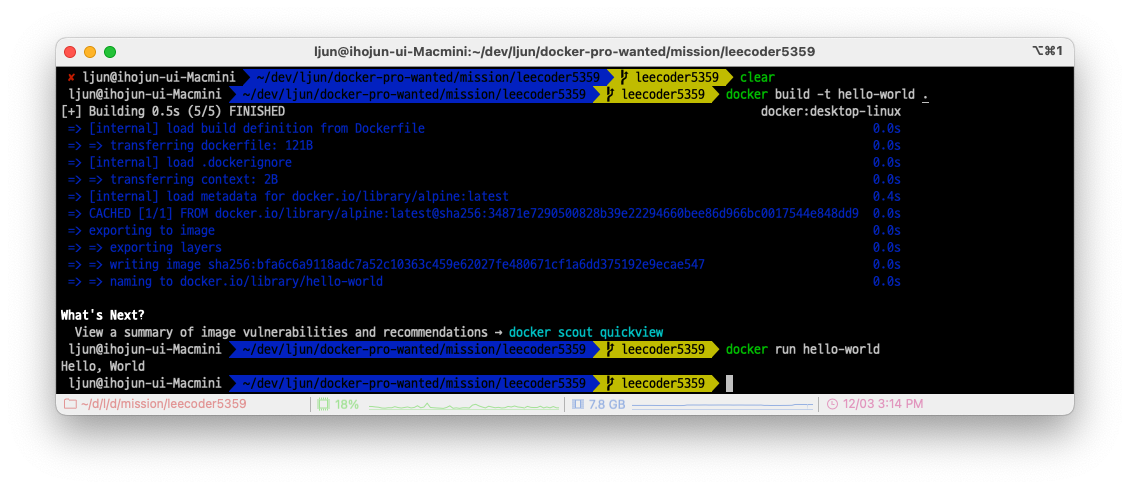 ljun@ihojun-ui-Macmini:~/dev/ljun/docker-pro-wanted/mission/leecoder5359 ⌥⌘1
✘ ljun@ihojun-ui-Macmini ~/dev/ljun/docker-pro-wanted/mission/leecoder5359 leecoder5359 clear
ljun@ihojun-ui-Macmini ~/dev/ljun/docker-pro-wanted/mission/leecoder5359 leecoder5359 docker build -t hello-world .
[+] Building 0.5s (5/5) FINISHED docker:desktop-linux
=> [internal] load build definition from Dockerfile 0.0s
=> => transferring dockerfile: 121B 0.0s
=> [internal] load .dockerignore 0.0s
=> => transferring context: 2B 0.0s
=> [internal] load metadata for docker.io/library/alpine:latest 0.4s
=> CACHED [1/1] FROM docker.io/library/alpine:latest@sha256:34871e7290500828b39e22294660bee86d966bc0017544e848dd9 0.0s
=> exporting to image 0.0s
=> => exporting layers 0.0s
=> => writing image sha256:bfa6c6a9118adc7a52c10363c459e62027fe480671cf1a6dd375192e9ecae547 0.0s
=> => naming to docker.io/library/hello-world 0.0s
What's Next?
View a summary of image vulnerabilities and recommendations → docker scout quickview
ljun@ihojun-ui-Macmini ~/dev/ljun/docker-pro-wanted/mission/leecoder5359 leecoder5359 docker run hello-world
Hello, World
ljun@ihojun-ui-Macmini ~/dev/ljun/docker-pro-wanted/mission/leecoder5359 leecoder5359
~/d/l/d/mission/leecoder5359 18% 7.8 GB 12/03 3:14 PM